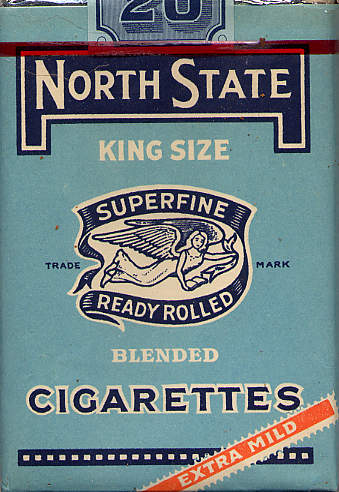 20
NORTH STATE
KING SIZE
SUPERFINE
TRADE MARK
READY ROLLED
BLENDED
CIGARETTES
EXTRA MILD